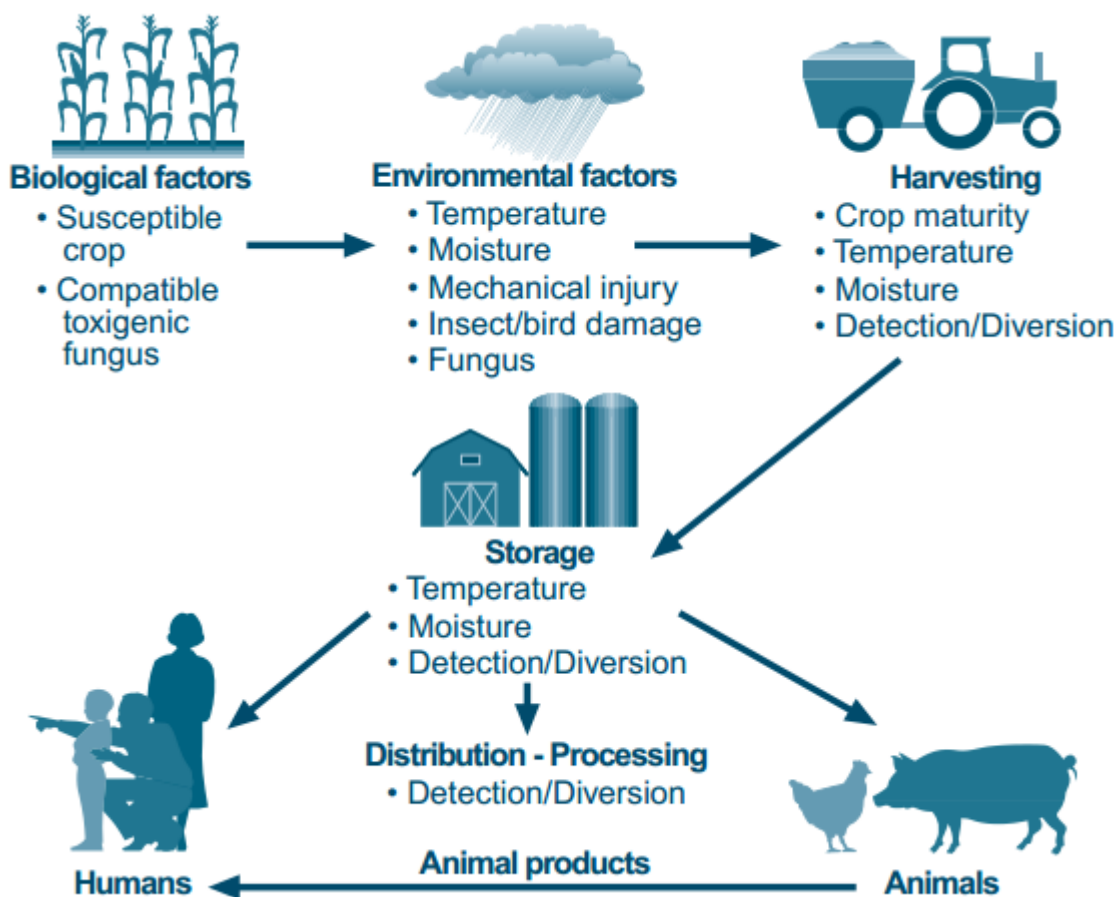 Biological factors
• Susceptible
crop
• Compatible
toxigenic
fungus
Environmental factors
• Temperature
• Moisture
• Mechanical injury
• Insect/bird damage
• Fungus
Harvesting
• Crop maturity
• Temperature
• Moisture
• Detection/Diversion
Storage
• Temperature
• Moisture
• Detection/Diversion
Distribution - Processing
• Detection/Diversion
Animal products
Humans
Animals